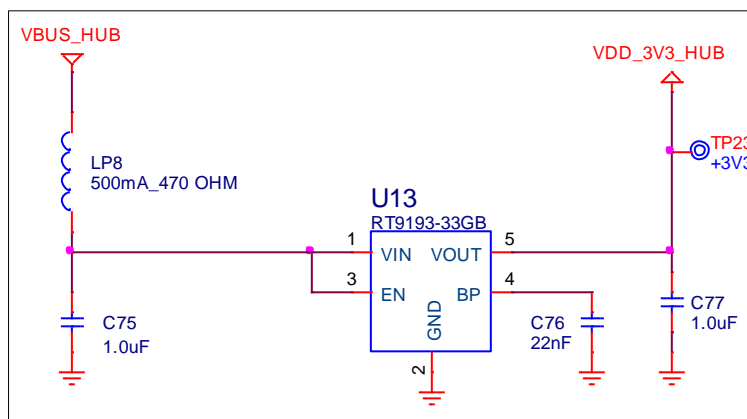 VBUS_HUB
VDD_3V3_HUB
TP23
+3V3
LP8
500mA_470 OHM
U13
RT9193-33GB
1
VIN
VOUT
5
3
EN
BP
4
GND
2
C75
1.0uF
C76
22nF
C77
1.0uF